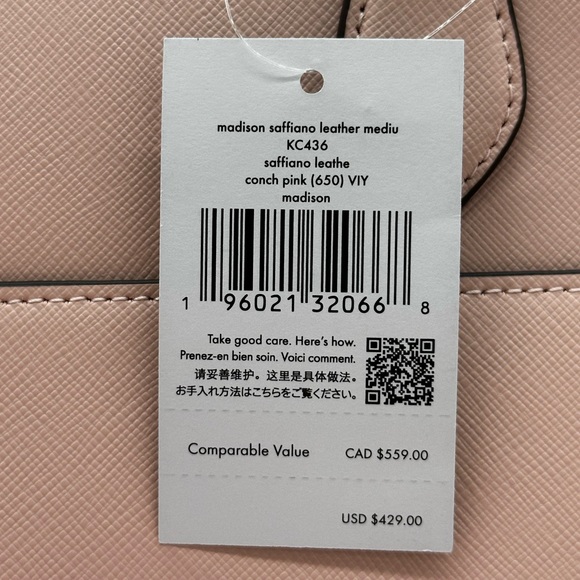 madison saffiano leather mediu
KC436
saffiano leathe
conch pink (650) VIY
madison
1 96021 32066 8
Take good care. Here's how.
Prenez-en bien soin. Voici comment.
请妥善维护。这里是具体做法。
お手入れ方法はこちらをご覧ください。
Comparable Value CAD $559.00
USD $429.00